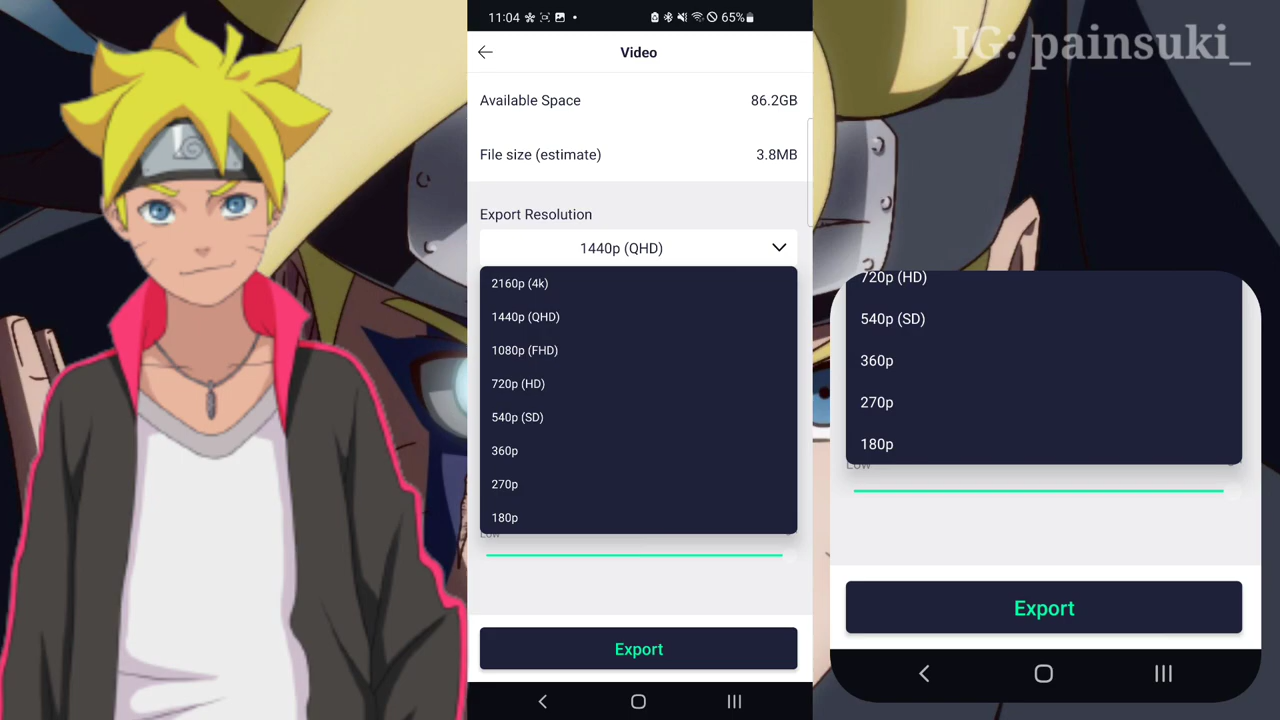 11:04
65%
IG: painsuki_
Video
Available Space
86.2GB
File size (estimate)
3.8MB
Export Resolution
1440p (QHD)
2160p (4k)
1440p (QHD)
1080p (FHD)
720p (HD)
540p (SD)
360p
270p
180p
Low
Export
720p (HD)
540p (SD)
360p
270p
180p
Low
Export